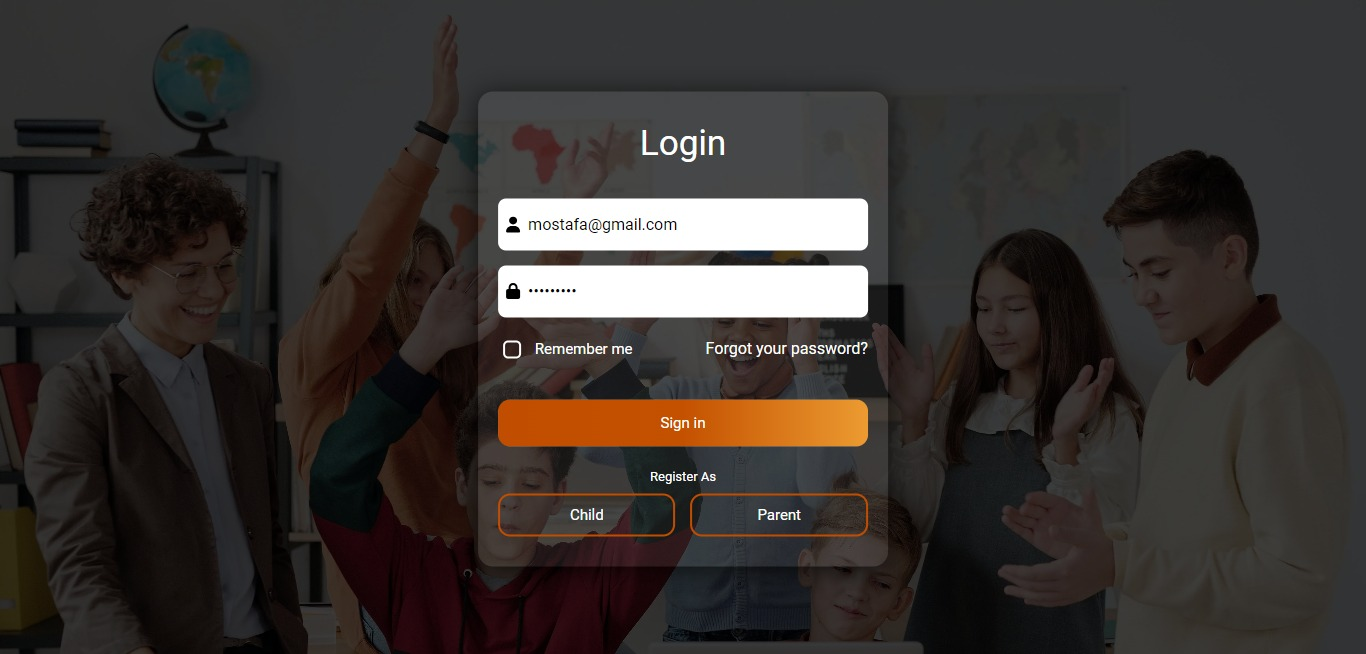 Login
mostafa@gmail.com
•••••••••
Remember me Forgot your password?
Sign in
Register As
Child Parent